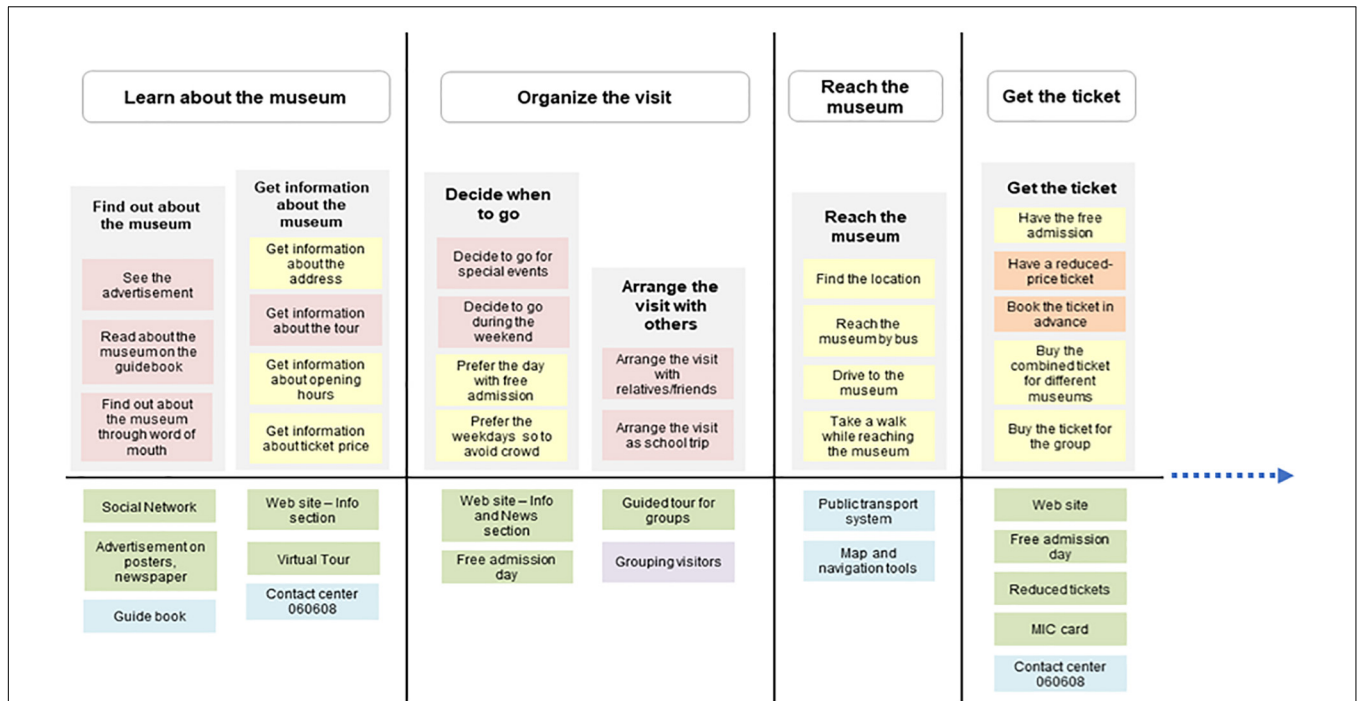 Learn about the museum
Organize the visit
Reach the
museum
Get the ticket
Find out about
the museum
See the
advertisement
Read about the
museum on the
guidebook
Find out about
the museum
through word of
mouth
Get information
about the
museum
Get information
about the
address
Get information
about the tour
Get information
about opening
hours
Get information
about ticket price
Decide when
to go
Decide to go for
special events
Decide to go
during the
weekend
Prefer the day
with free
admission
Prefer the
weekdays so to
avoid crowd
Arrange the
visit with
others
Arrange the visit
with
relatives/friends
Arrange the visit
as school trip
Reach the
museum
Find the location
Reach the
museum by bus
Drive to the
museum
Take a walk
while reaching
the museum
Get the ticket
Have the free
admission
Have a reduced-
price ticket
Book the ticket in
advance
Buy the
combined ticket
for different
museums
Buy the ticket for
the group
Social Network
Advertisement on
posters,
newspaper
Guide book
Web site – Info
section
Virtual Tour
Contact center
060608
Web site – Info
and News
section
Free admission
day
Guided tour for
groups
Grouping visitors
Public transport
system
Map and
navigation tools
Web site
Free admission
day
Reduced tickets
MIC card
Contact center
060608